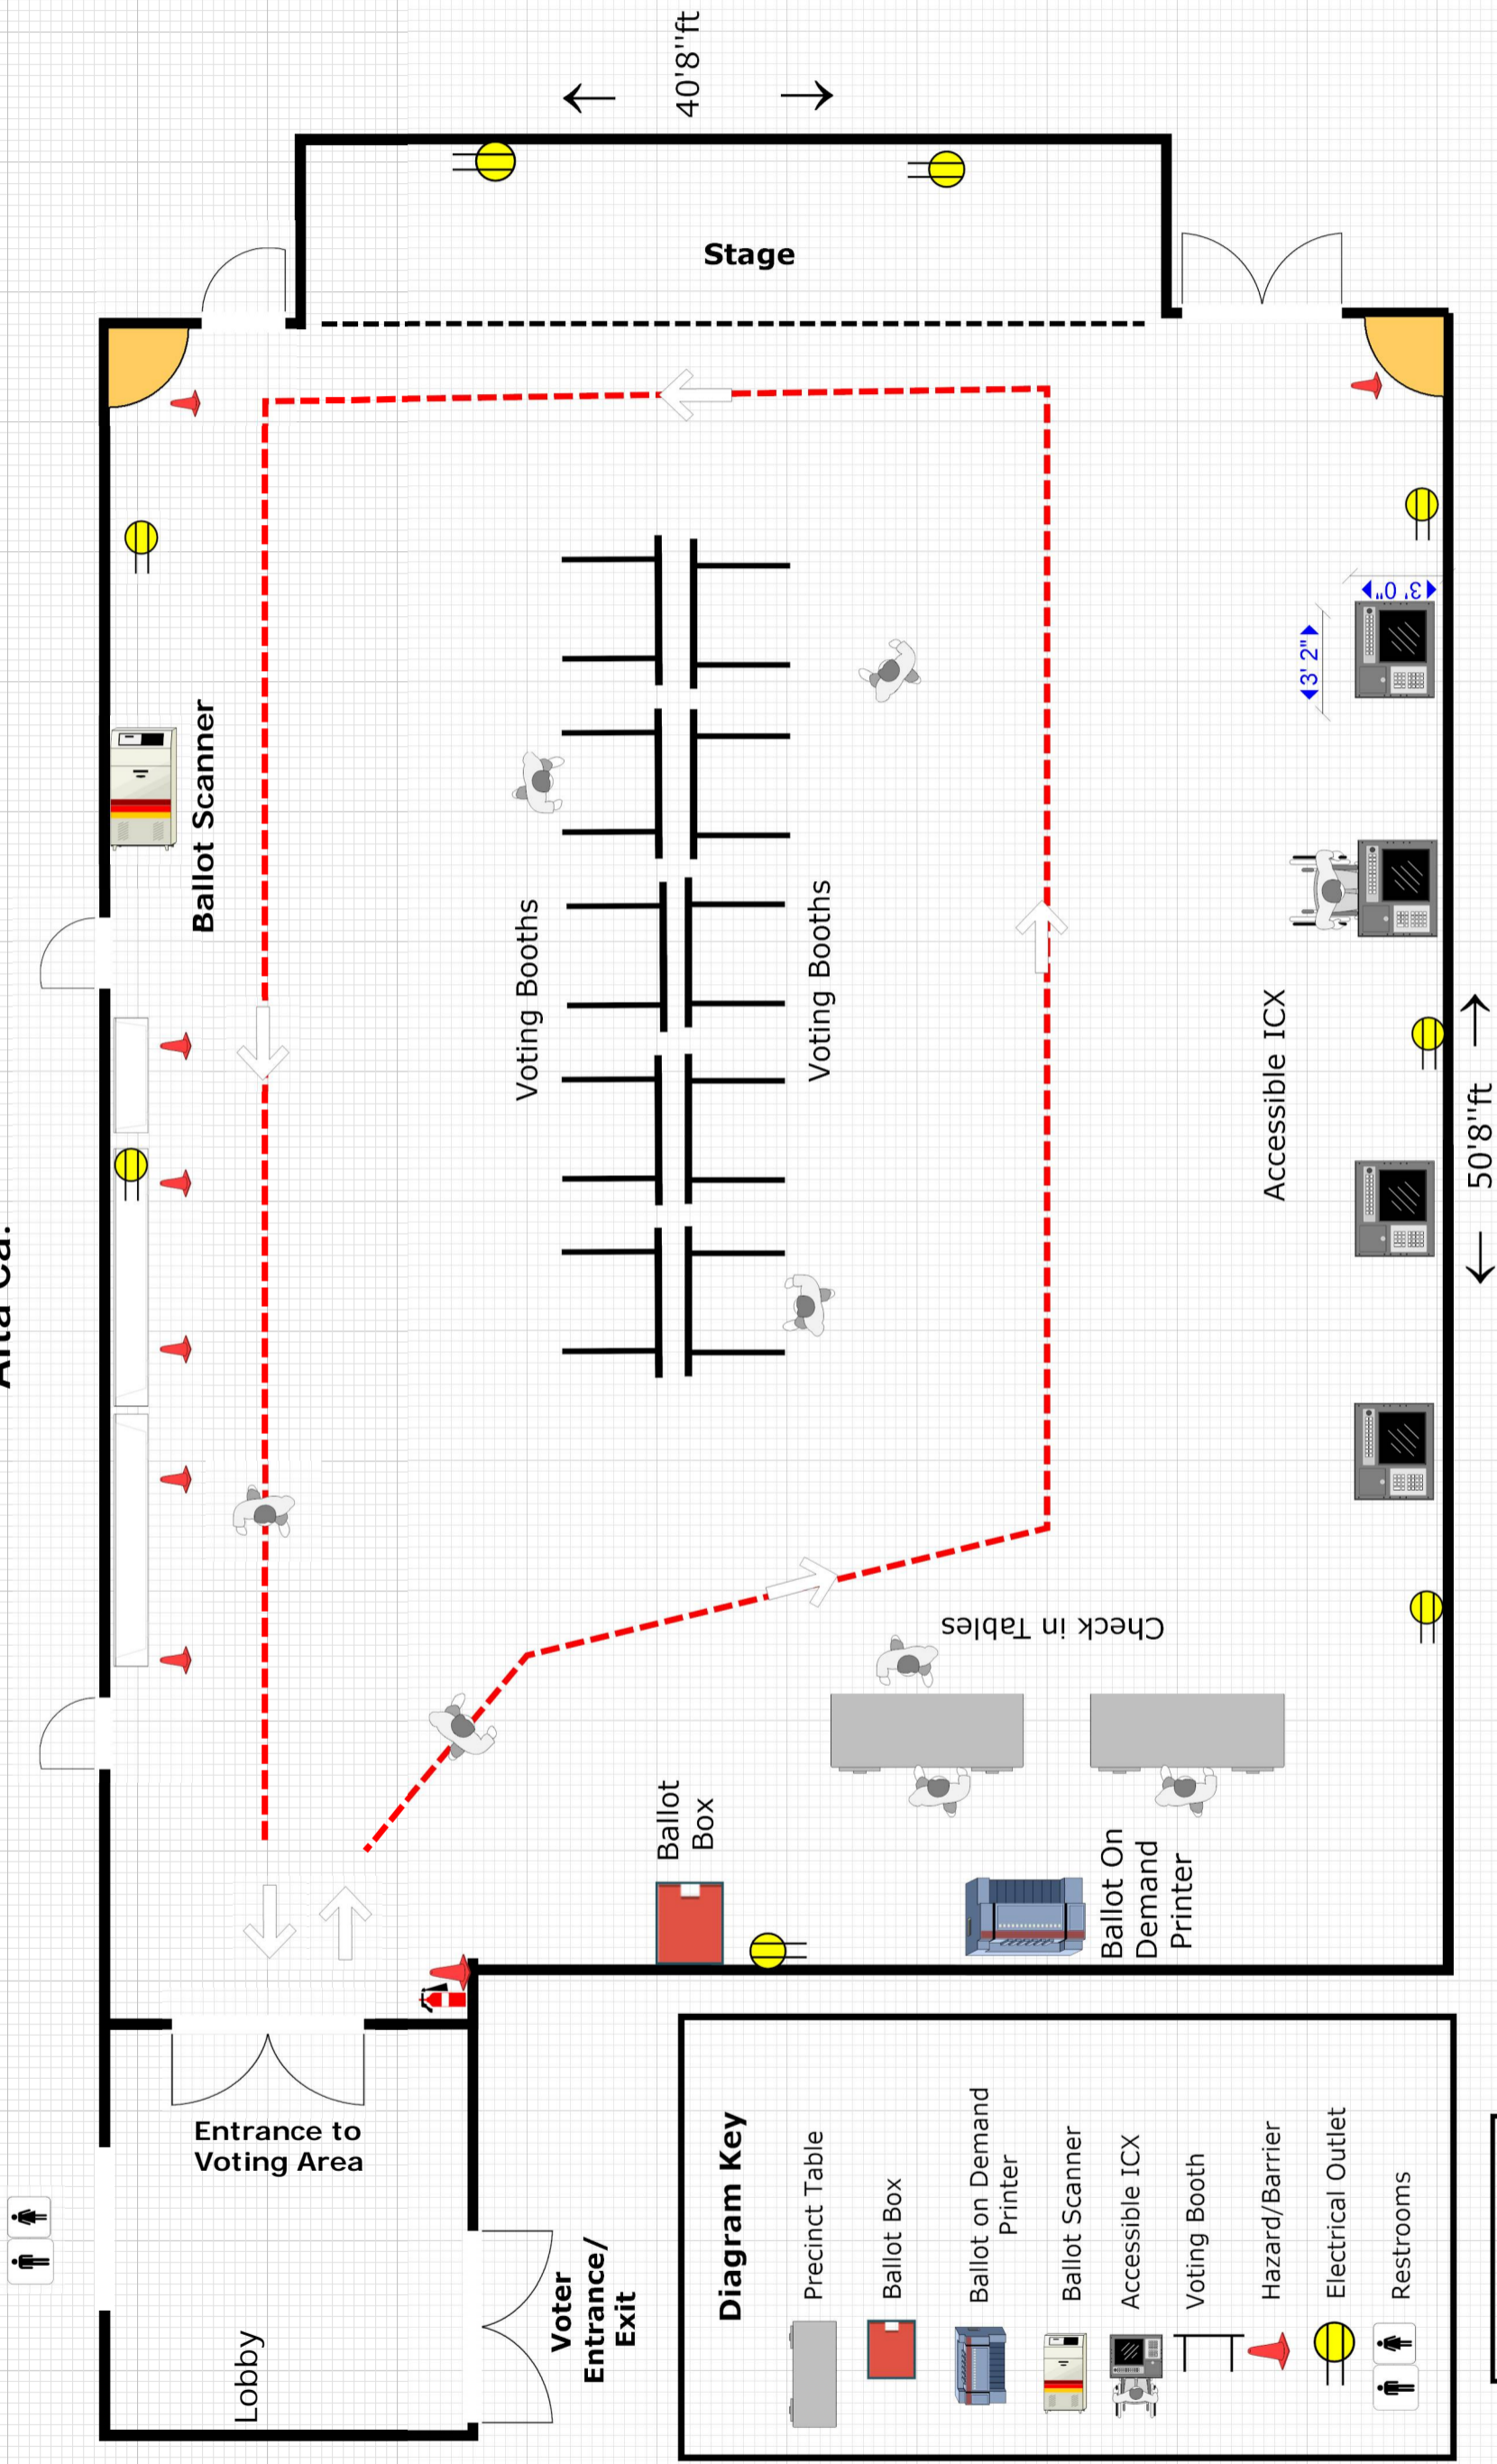 40'8"ft
Stage
Ballot Scanner
3' 0"
3' 2"
Voting Booths
Voting Booths
Accessible ICX
50'8"ft
Alta Ca.
Check in Tables
Ballot
Box
Ballot On
Demand
Printer
Entrance to
Voting Area
Lobby
Voter
Entrance/
Exit
Diagram Key
Precinct Table
Ballot Box
Ballot on Demand
Printer
Ballot Scanner
Accessible ICX
Voting Booth
Hazard/Barrier
Electrical Outlet
Restrooms